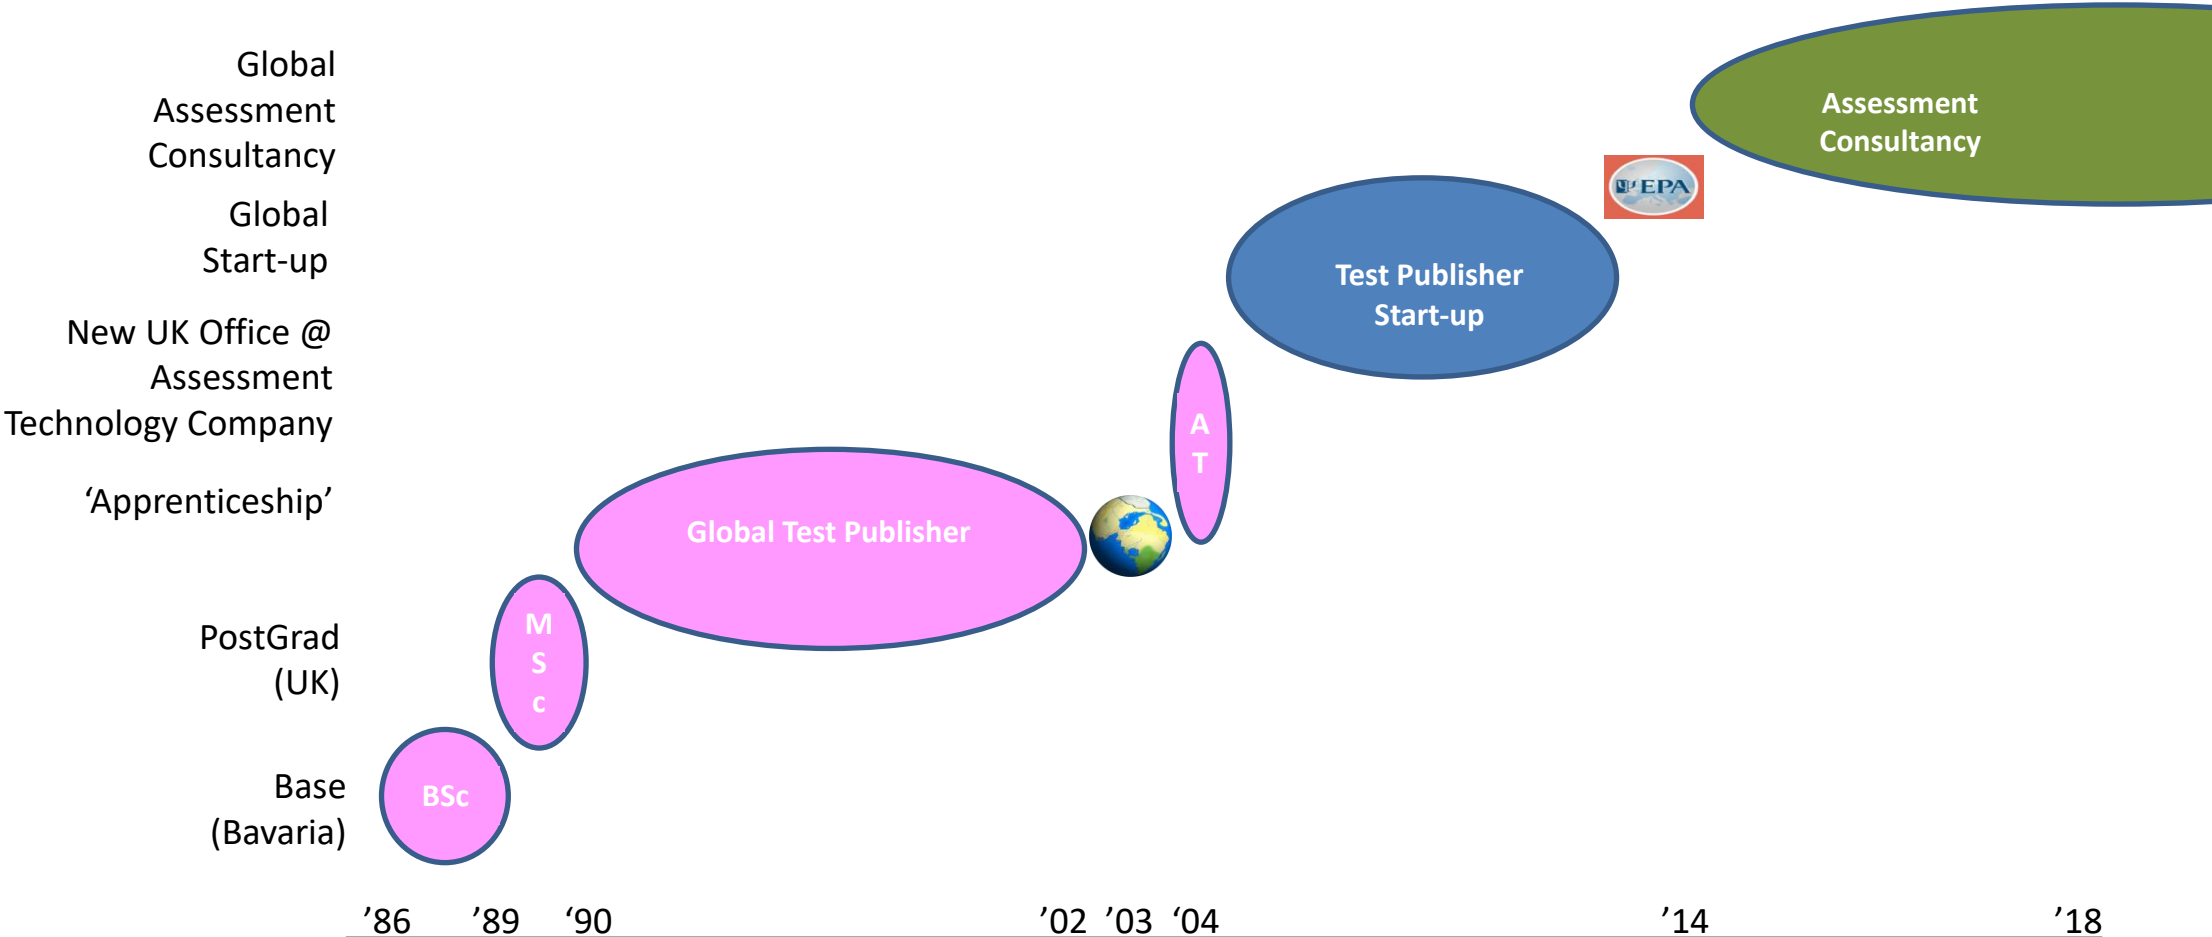 Global
Assessment
Consultancy
Assessment
Consultancy
EPA
Global
Start-up
Test Publisher
Start-up
New UK Office @
Assessment
Technology Company
A
T
‘Apprenticeship’
Global Test Publisher
PostGrad
(UK)
M
S
c
Base
(Bavaria)
BSc
’86 ’89 ‘90 ’02 ’03 ‘04 ’14 ’18